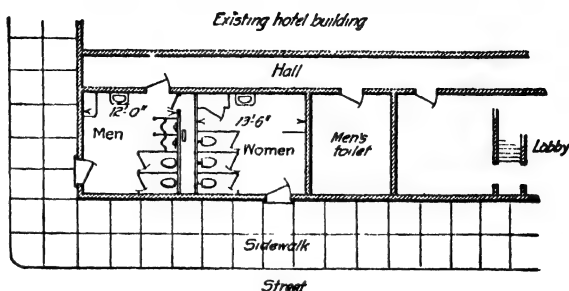 Existing hotel building
Hall
12'-0"
13'-6"
Men
Women
Men's
toilet
Lobby
Sidewalk
Street